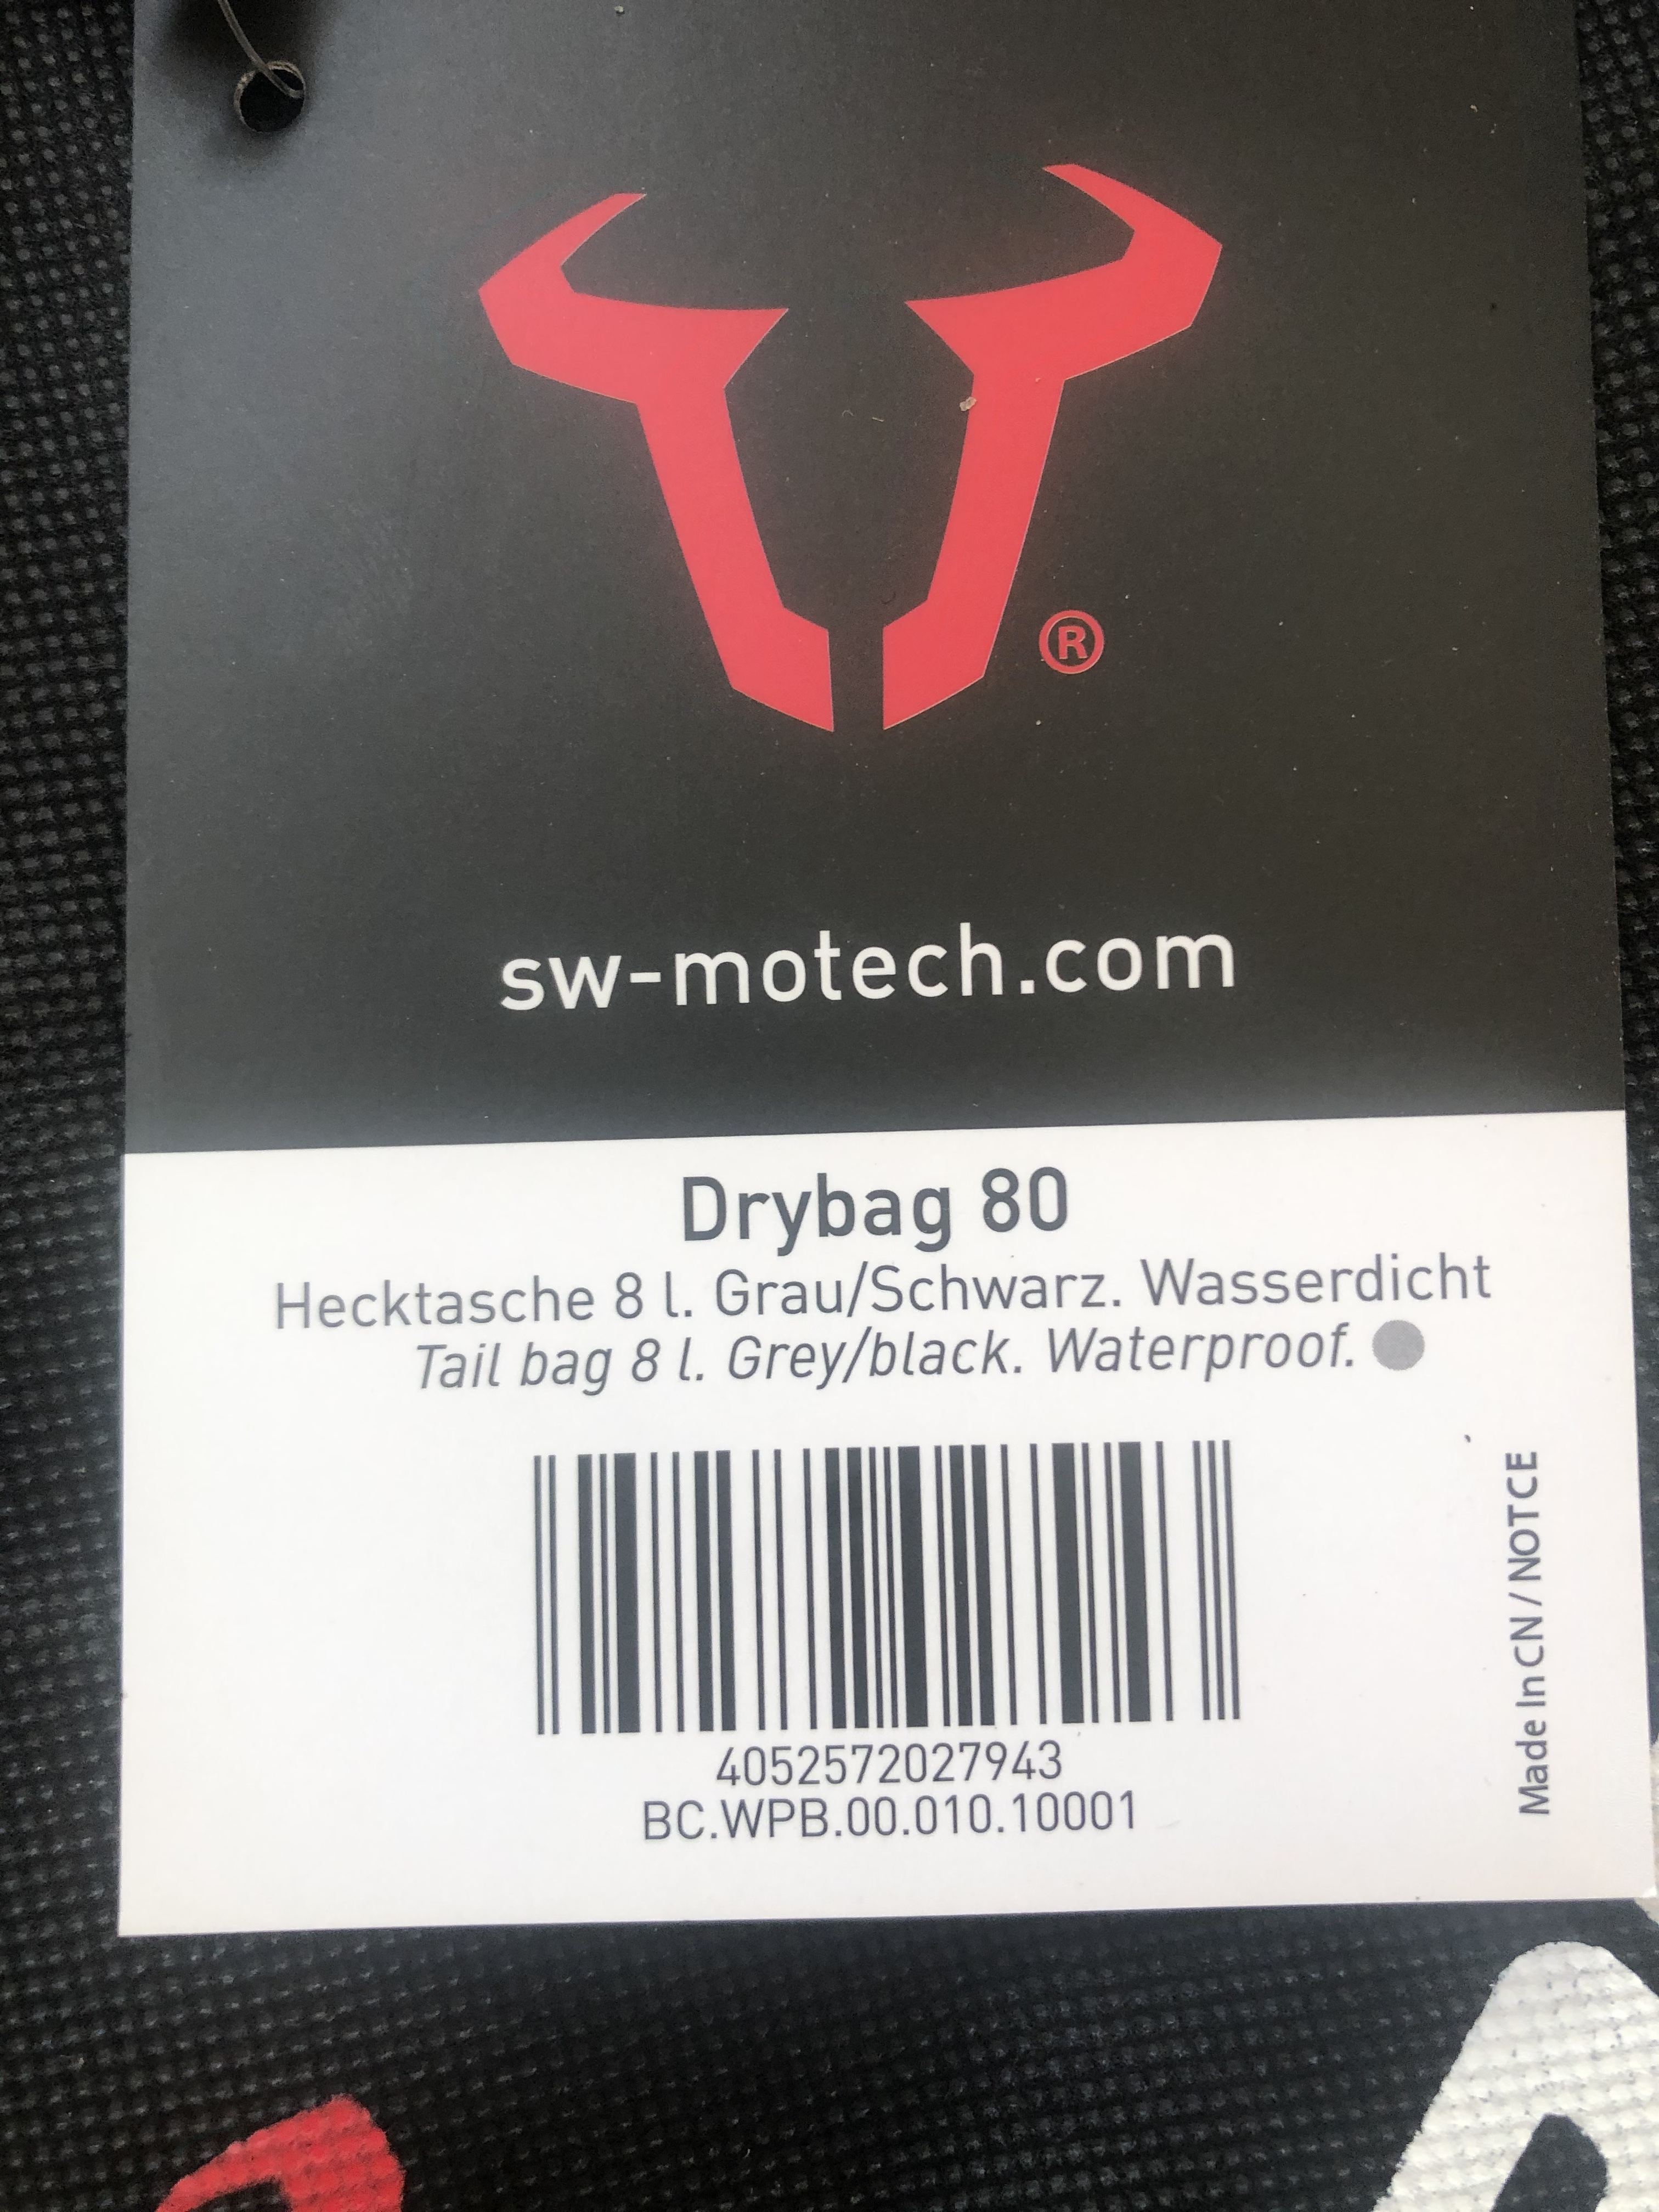 ®
sw-motech.com
Drybag 80
Hecktasche 8 l. Grau/Schwarz. Wasserdicht
Tail bag 8 l. Grey/black. Waterproof.
4052572027943
BC.WPB.00.010.10001
Made In CN / NOTCE